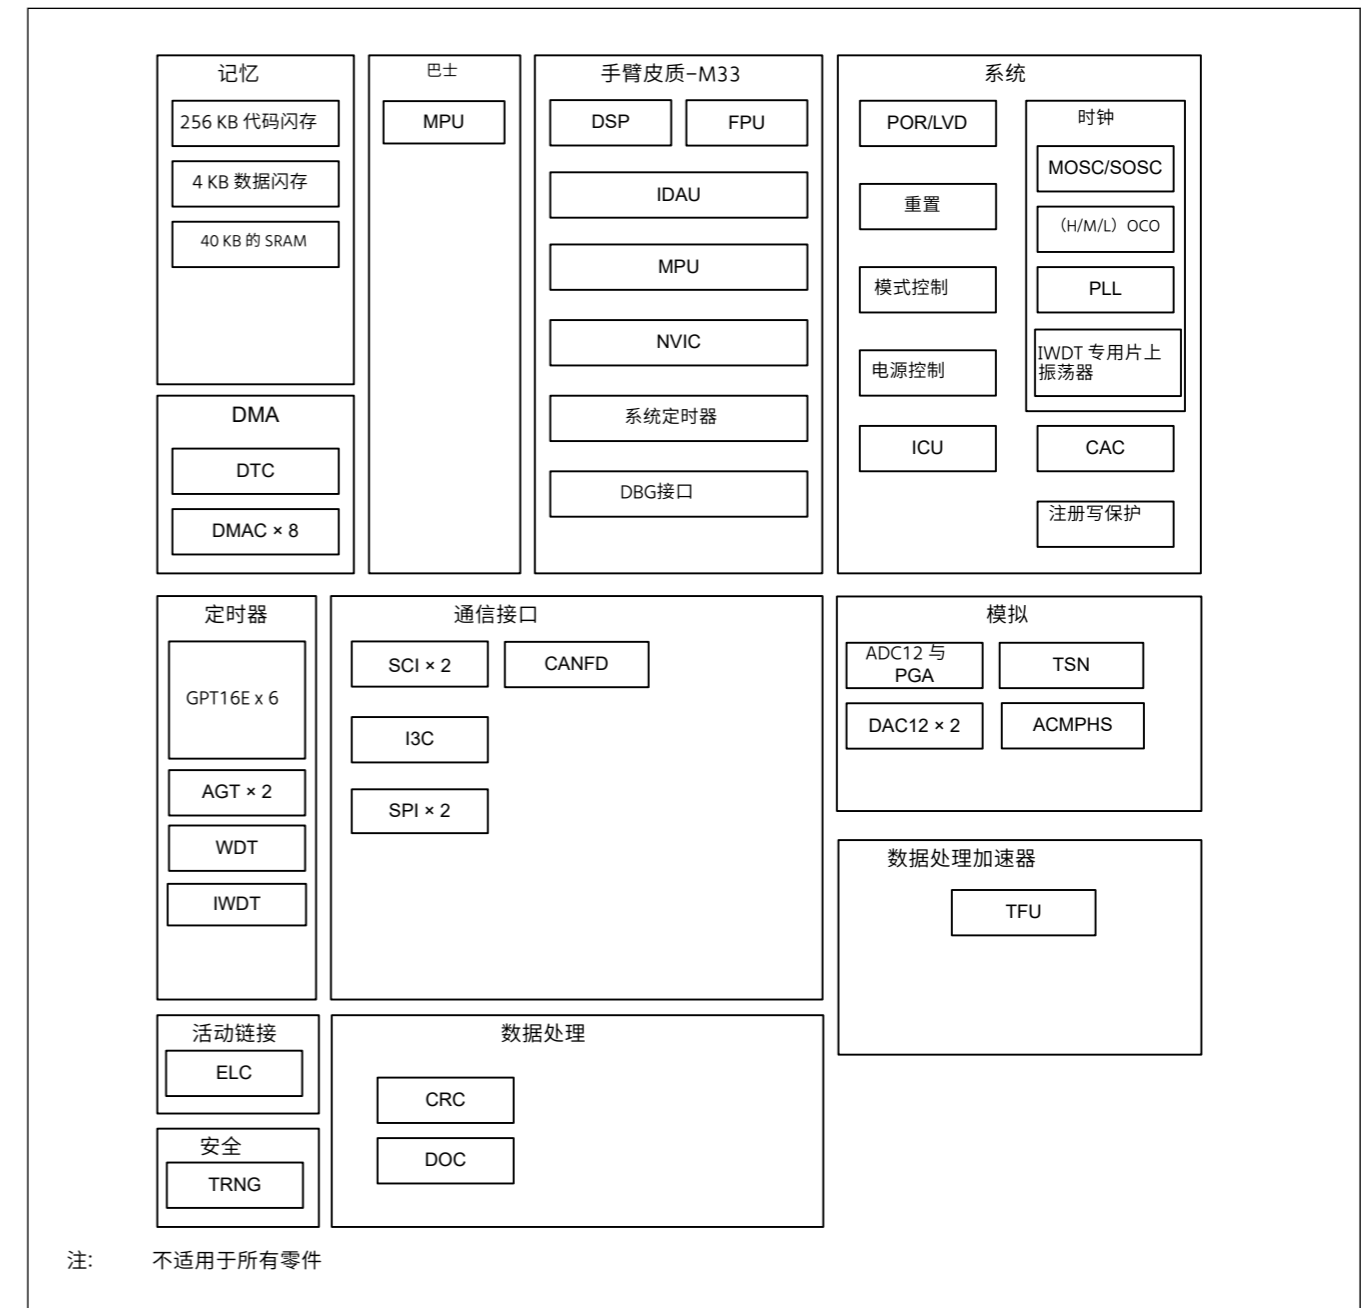 记忆
256 KB 代码闪存
4 KB 数据闪存
40 KB 的 SRAM
DMA
DTC
DMAC × 8
巴士
MPU
手臂皮质-M33
DSP
FPU
IDAU
MPU
NVIC
系统定时器
DBG接口
系统
POR/LVD
重置
模式控制
电源控制
ICU
时钟
MOSC/SOSC
（H/M/L）OCO
PLL
IWDT 专用片上
振荡器
CAC
注册写保护
定时器
GPT16E x 6
AGT × 2
WDT
IWDT
通信接口
SCI × 2
CANFD
I3C
SPI × 2
模拟
ADC12 与
PGA
TSN
DAC12 × 2
ACMPHS
数据处理加速器
TFU
活动链接
ELC
安全
TRNG
数据处理
CRC
DOC
注: 不适用于所有零件